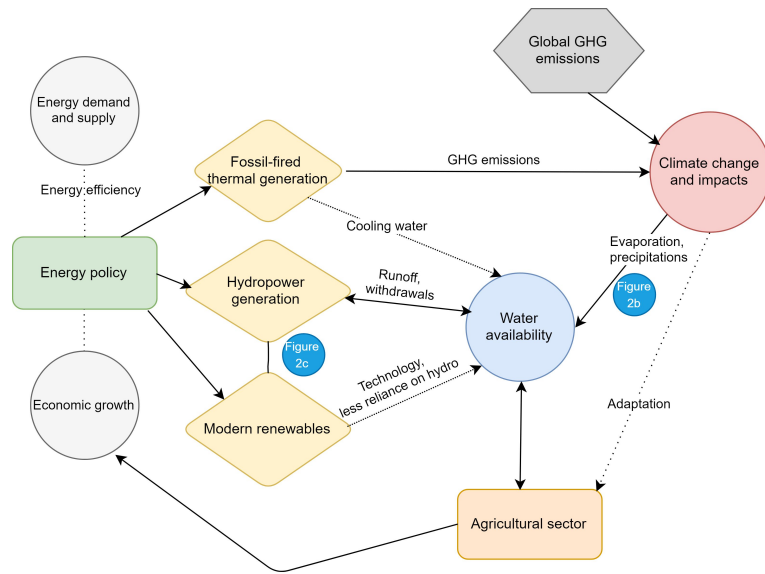 Global GHG
emissions
Energy demand
and supply
Fossil-fired
thermal generation
GHG emissions
Climate change
and impacts
Energy efficiency
Cooling water
Evaporation,
precipitations
Energy policy
Hydropower
generation
Runoff,
withdrawals
Figure
2b
Water
availability
Figure
2c
Technology,
less reliance on hydro
Economic growth
Modern renewables
Adaptation
Agricultural sector